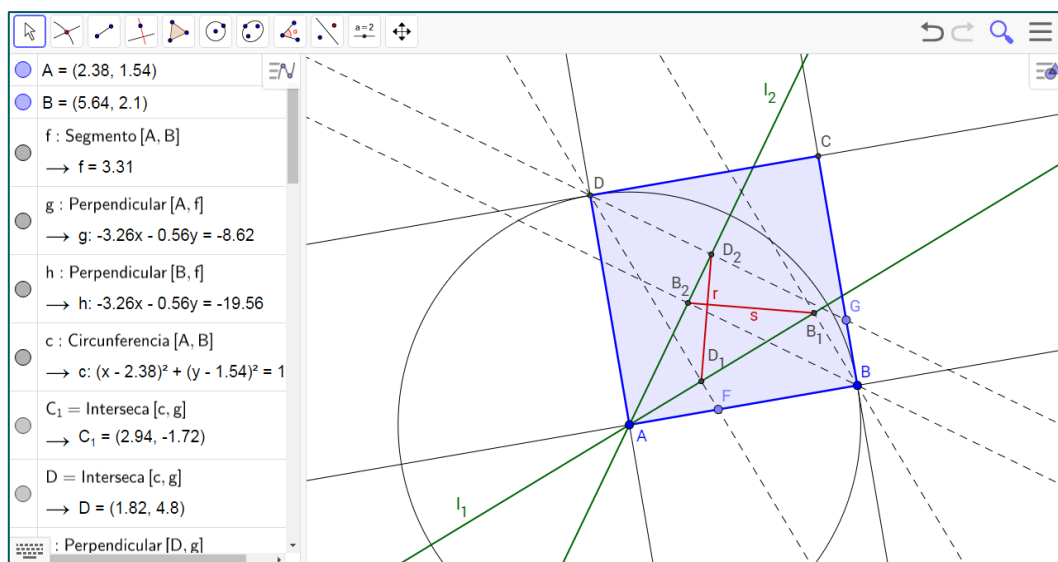 a=2
A = (2.38, 1.54)
B = (5.64, 2.1)
f : Segmento [A, B]
→ f = 3.31
g : Perpendicular [A, f]
→ g: -3.26x - 0.56y = -8.62
h : Perpendicular [B, f]
→ h: -3.26x - 0.56y = -19.56
c : Circunferencia [A, B]
→ c: (x - 2.38)² + (y - 1.54)² = 1
C₁ = Interseca [c, g]
→ C₁ = (2.94, -1.72)
D = Interseca [c, g]
→ D = (1.82, 4.8)
: Perpendicular [D, g]
l₂
C
D
D₂
B₂
r
s
G
B₁
D₁
B
F
A
l₁